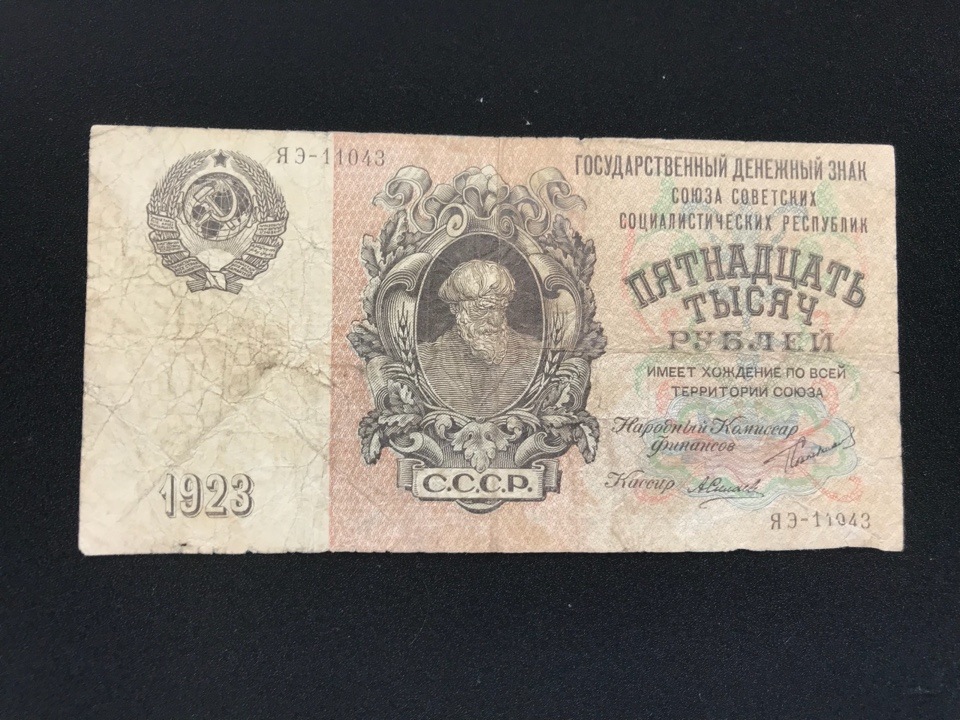 ЯЭ-11043
ГОСУДАРСТВЕННЫЙ ДЕНЕЖНЫЙ ЗНАК
СОЮЗА СОВЕТСКИХ
СОЦИАЛИСТИЧЕСКИХ РЕСПУБЛИК
ПЯТНАДЦАТЬ
ТЫСЯЧ
РУБЛЕЙ
ИМЕЕТ ХОЖДЕНИЕ ПО ВСЕЙ
ТЕРРИТОРИИ СОЮЗА
Народный Комиссар
финансов
Кассир
С.С.С.Р.
1923
ЯЭ-11043